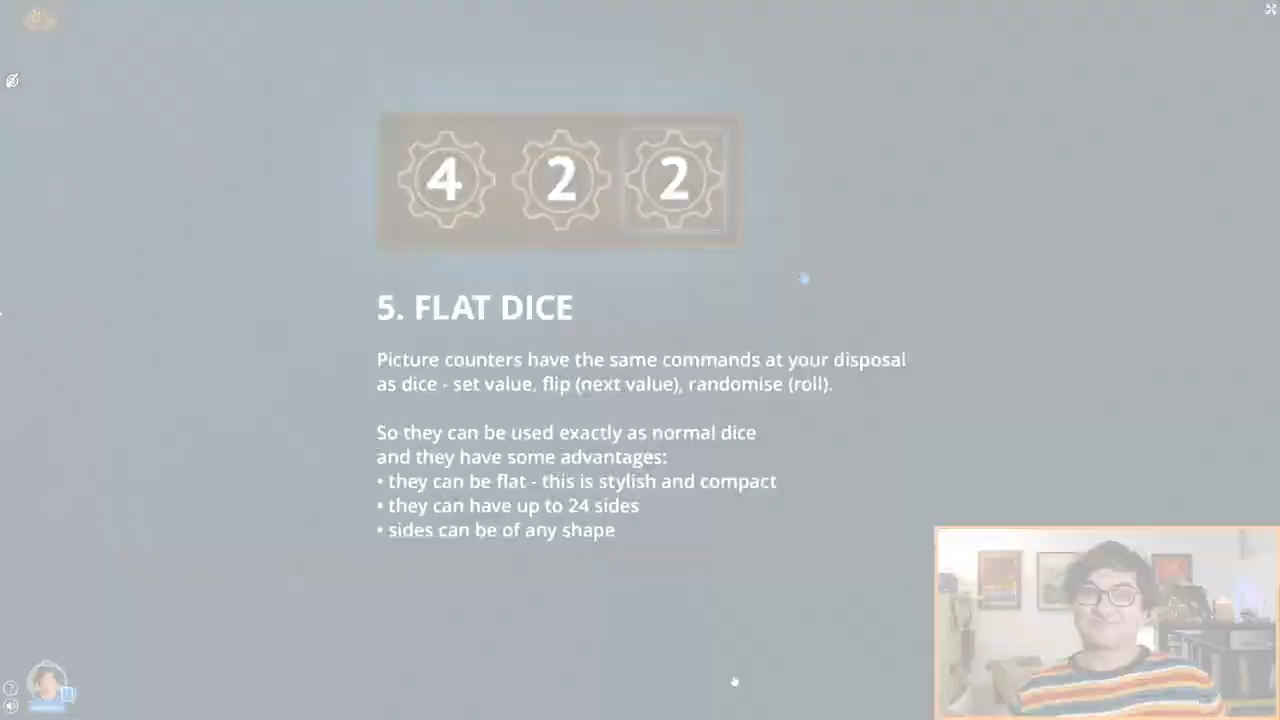 4 2 2
5. FLAT DICE
Picture counters have the same commands at your disposal
as dice - set value, flip (next value), randomise (roll).
So they can be used exactly as normal dice
and they have some advantages:
• they can be flat - this is stylish and compact
• they can have up to 24 sides
• sides can be of any shape
?